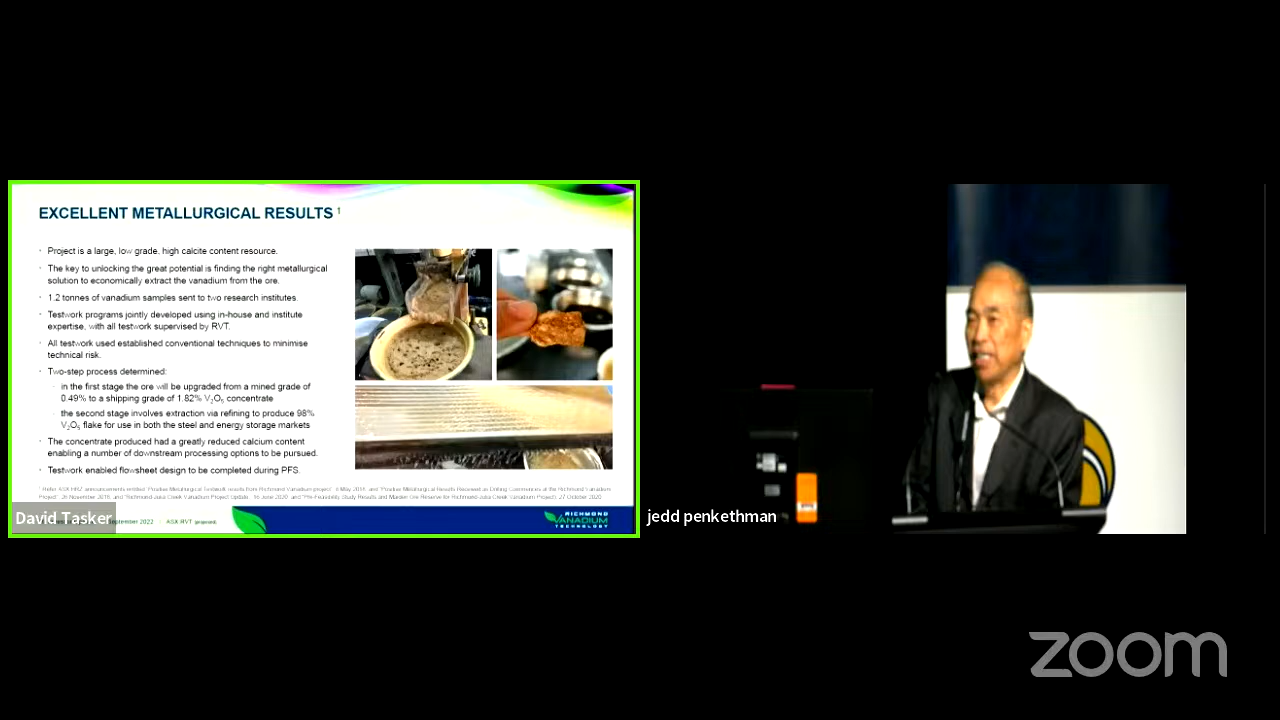 EXCELLENT METALLURGICAL RESULTS 1
Project is a large, low grade, high calcite content resource.
The key to unlocking the great potential is finding the right metallurgical
solution to economically extract the vanadium from the ore.
1.2 tonnes of vanadium samples sent to two research institutes.
Testwork programs jointly developed using in-house and institute
expertise, with all testwork supervised by RVT.
All testwork used established conventional techniques to minimise
technical risk.
Two-step process determined:
in the first stage the ore will be upgraded from a mined grade of
0.49% to a shipping grade of 1.82% V2O5 concentrate
the second stage involves extraction via refining to produce 98%
V2O5 flake for use in both the steel and energy storage markets
The concentrate produced had a greatly reduced calcium content
enabling a number of downstream processing options to be pursued.
Testwork enabled flowsheet design to be completed during PFS.
David Tasker
September 2022 ASX:RVT (proposed)
RICHMOND
VANADIUM
TECHNOLOGY
jedd penkethman
zoom